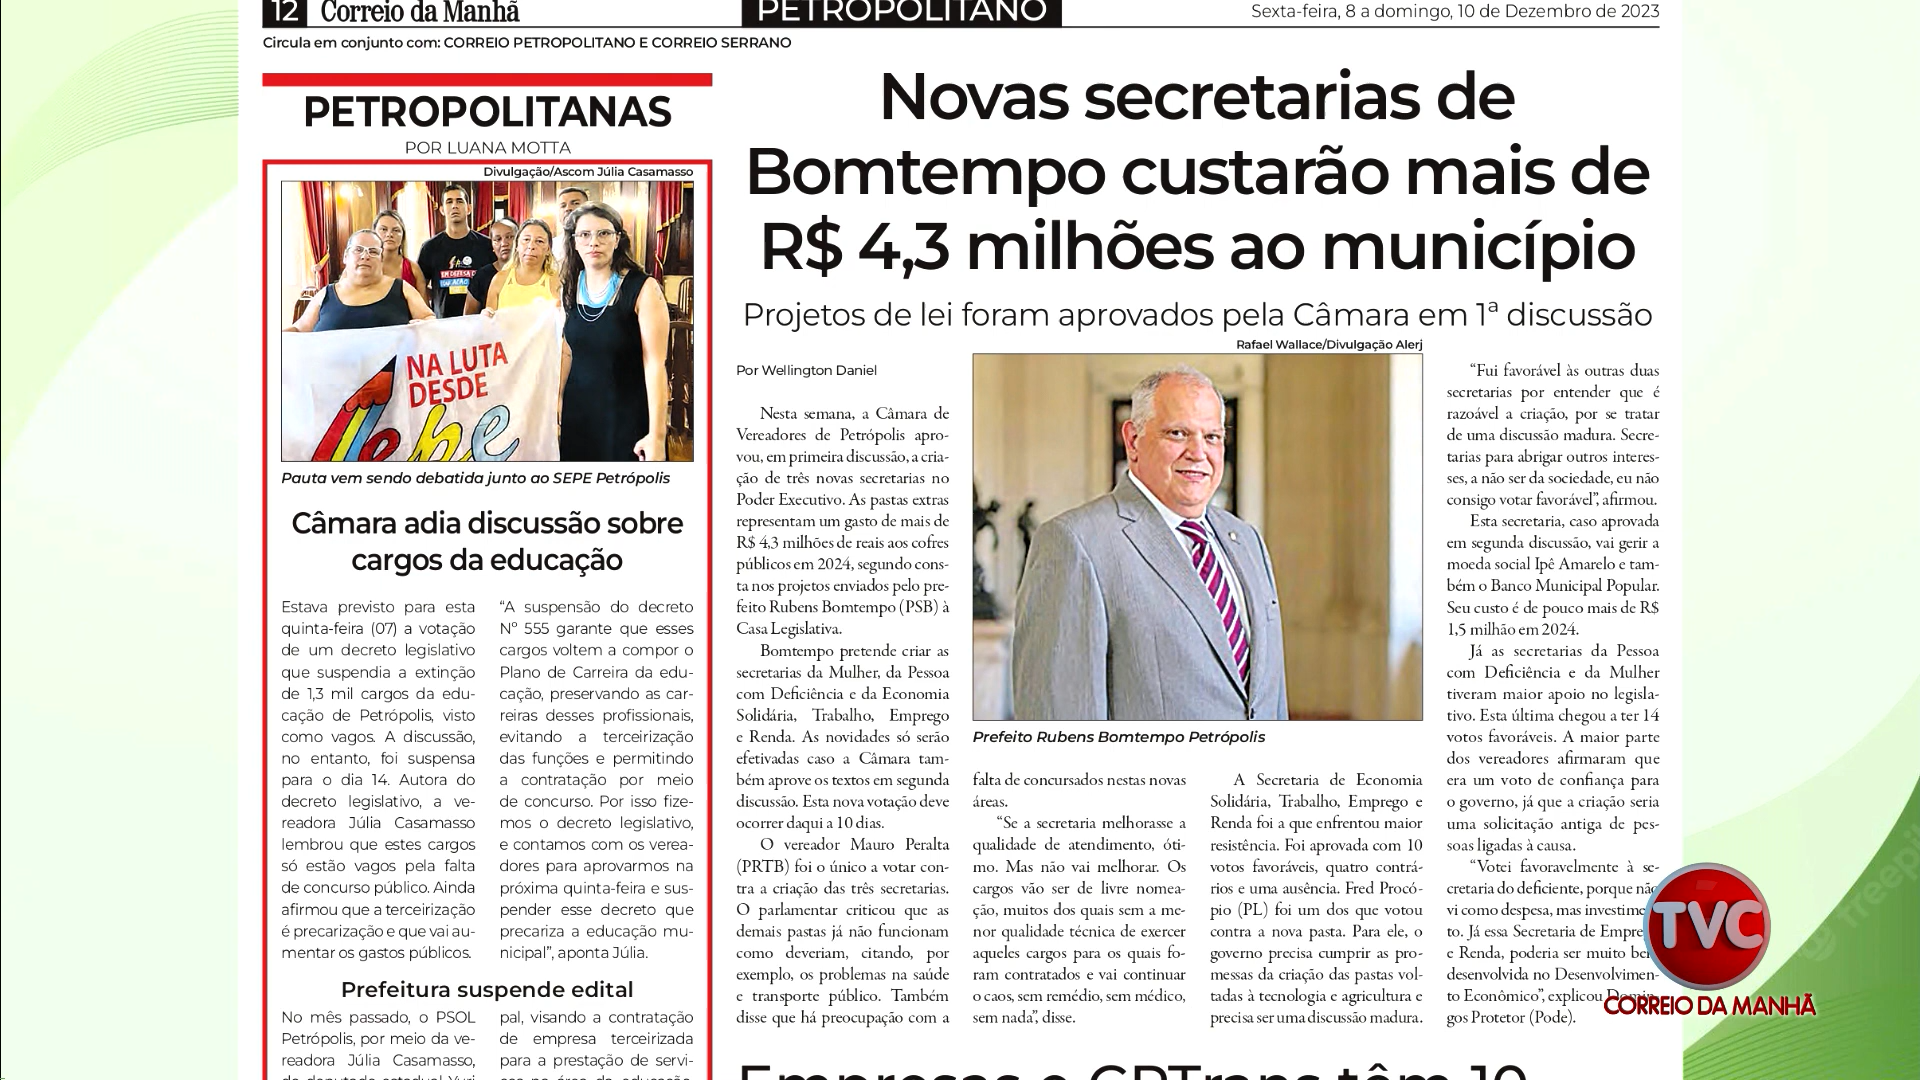 12 Correio da Manhã
PETROPOLITANO
Sexta-feira, 8 a domingo, 10 de Dezembro de 2023
Circula em conjunto com: CORREIO PETROPOLITANO E CORREIO SERRANO
PETROPOLITANAS
POR LUANA MOTTA
Divulgação/Ascom Júlia Casamasso
EM DEFESA D
NA LUTA
DESDE
Sepe
Pauta vem sendo debatida junto ao SEPE Petrópolis
Câmara adia discussão sobre
cargos da educação
Estava previsto para esta
quinta-feira (07) a votação
de um decreto legislativo
que suspendia a extinção
de 1,3 mil cargos da edu-
cação de Petrópolis, visto
como vagos. A discussão,
no entanto, foi suspensa
para o dia 14. Autora do
decreto legislativo, a ve-
readora Júlia Casamasso
lembrou que estes cargos
só estão vagos pela falta
de concurso público. Ainda
afirmou que a terceirização
é precarização e que vai au-
mentar os gastos públicos.
“A suspensão do decreto
Nº 555 garante que esses
cargos voltem a compor o
Plano de Carreira da edu-
cação, preservando as car-
reiras desses profissionais,
evitando a terceirização
das funções e permitindo
a contratação por meio
de concurso. Por isso fize-
mos o decreto legislativo,
e contamos com os verea-
dores para aprovarmos na
próxima quinta-feira e sus-
pender esse decreto que
precariza a educação mu-
nicipal”, aponta Júlia.
Prefeitura suspende edital
No mês passado, o PSOL
Petrópolis, por meio da ve-
readora Júlia Casamasso,
do deputado estadual Yuri
pal, visando a contratação
de empresa terceirizada
para a prestação de servi-
ços na área da educação.
Novas secretarias de
Bomtempo custarão mais de
R$ 4,3 milhões ao município
Projetos de lei foram aprovados pela Câmara em 1ª discussão
Rafael Wallace/Divulgação Alerj
Prefeito Rubens Bomtempo Petrópolis
Por Wellington Daniel
Nesta semana, a Câmara de
Vereadores de Petrópolis apro-
vou, em primeira discussão, a cria-
ção de três novas secretarias no
Poder Executivo. As pastas extras
representam um gasto de mais de
R$ 4,3 milhões de reais aos cofres
públicos em 2024, segundo cons-
ta nos projetos enviados pelo pre-
feito Rubens Bomtempo (PSB) à
Casa Legislativa.
Bomtempo pretende criar as
secretarias da Mulher, da Pessoa
com Deficiência e da Economia
Solidária, Trabalho, Emprego
e Renda. As novidades só serão
efetivadas caso a Câmara tam-
bém aprove os textos em segunda
discussão. Esta nova votação deve
ocorrer daqui a 10 dias.
O vereador Mauro Peralta
(PRTB) foi o único a votar con-
tra a criação das três secretarias.
O parlamentar criticou que as
demais pastas já não funcionam
como deveriam, citando, por
exemplo, os problemas na saúde
e transporte público. Também
disse que há preocupação com a
falta de concursados nestas novas
áreas.
“Se a secretaria melhorasse a
qualidade de atendimento, óti-
mo. Mas não vai melhorar. Os
cargos vão ser de livre nomea-
ção, muitos dos quais sem a me-
nor qualidade técnica de exercer
aqueles cargos para os quais fo-
ram contratados e vai continuar
o caos, sem remédio, sem médico,
sem nada”, disse.
A Secretaria de Economia
Solidária, Trabalho, Emprego e
Renda foi a que enfrentou maior
resistência. Foi aprovada com 10
votos favoráveis, quatro contrá-
rios e uma ausência. Fred Procó-
pio (PL) foi um dos que votou
contra a nova pasta. Para ele, o
governo precisa cumprir as pro-
messas da criação das pastas vol-
tadas à tecnologia e agricultura e
precisa ser uma discussão madura.
“Fui favorável às outras duas
secretarias por entender que é
razoável a criação, por se tratar
de uma discussão madura. Secre-
tarias para abrigar outros interes-
ses, a não ser da sociedade, eu não
consigo votar favorável”, afirmou.
Esta secretaria, caso aprovada
em segunda discussão, vai gerir a
moeda social Ipê Amarelo e tam-
bém o Banco Municipal Popular.
Seu custo é de pouco mais de R$
1,5 milhão em 2024.
Já as secretarias da Pessoa
com Deficiência e da Mulher
tiveram maior apoio no legisla-
tivo. Esta última chegou a ter 14
votos favoráveis. A maior parte
dos vereadores afirmaram que
era um voto de confiança para
o governo, já que a criação seria
uma solicitação antiga de pes-
soas ligadas à causa.
“Votei favoravelmente à se-
cretaria do deficiente, porque não
vi como despesa, mas investimen-
to. Já essa Secretaria de Emprego
e Renda, poderia ser muito bem
desenvolvida no Desenvolvimen-
to Econômico”, explicou Domin-
gos Protetor (Pode).
Empresas e CPTrans têm 10
TVC
CORREIO DA MANHÃ
freepik